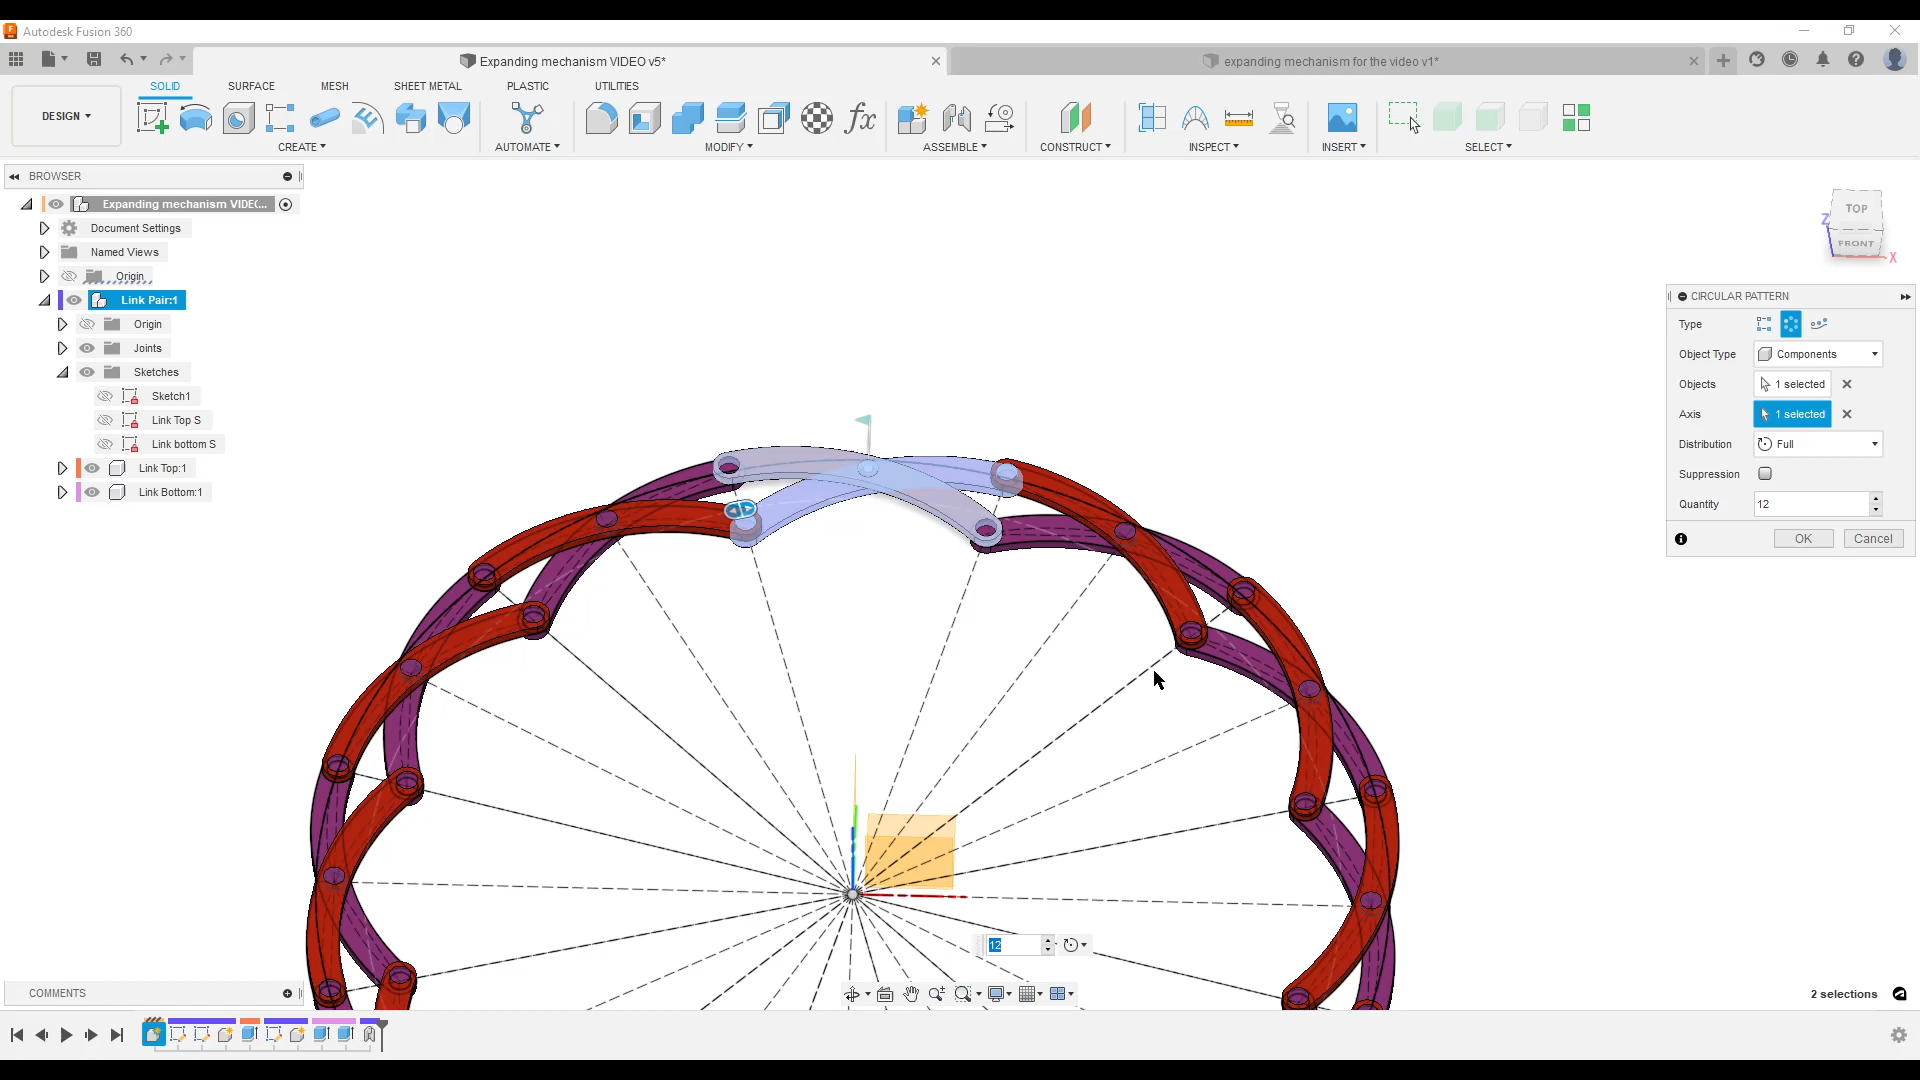 Autodesk Fusion 360
Expanding mechanism VIDEO v5*
expanding mechanism for the video v1*
DESIGN
SOLID SURFACE MESH SHEET METAL PLASTIC UTILITIES
CREATE AUTOMATE MODIFY ASSEMBLE CONSTRUCT INSPECT INSERT SELECT
BROWSER
Expanding mechanism VIDEC...
Document Settings
Named Views
Origin
Link Pair:1
Origin
Joints
Sketches
Sketch1
Link Top S
Link bottom S
Link Top:1
Link Bottom:1
TOP
FRONT
Z
X
CIRCULAR PATTERN
Type
Object Type Components
Objects 1 selected
Axis 1 selected
Distribution Full
Suppression
Quantity 12
OK Cancel
12
COMMENTS
2 selections